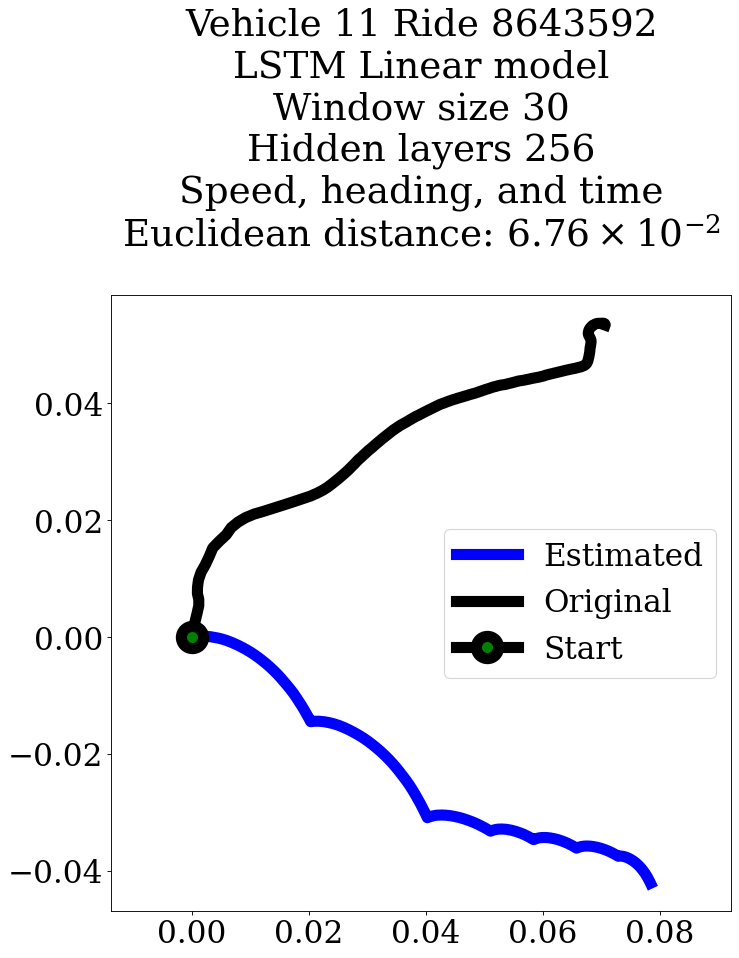 Vehicle 11 Ride 8643592
LSTM Linear model
Window size 30
Hidden layers 256
Speed, heading, and time
Euclidean distance: 6.76 × 10⁻²
0.04
0.02
0.00
−0.02
−0.04
Estimated
Original
Start
0.00 0.02 0.04 0.06 0.08